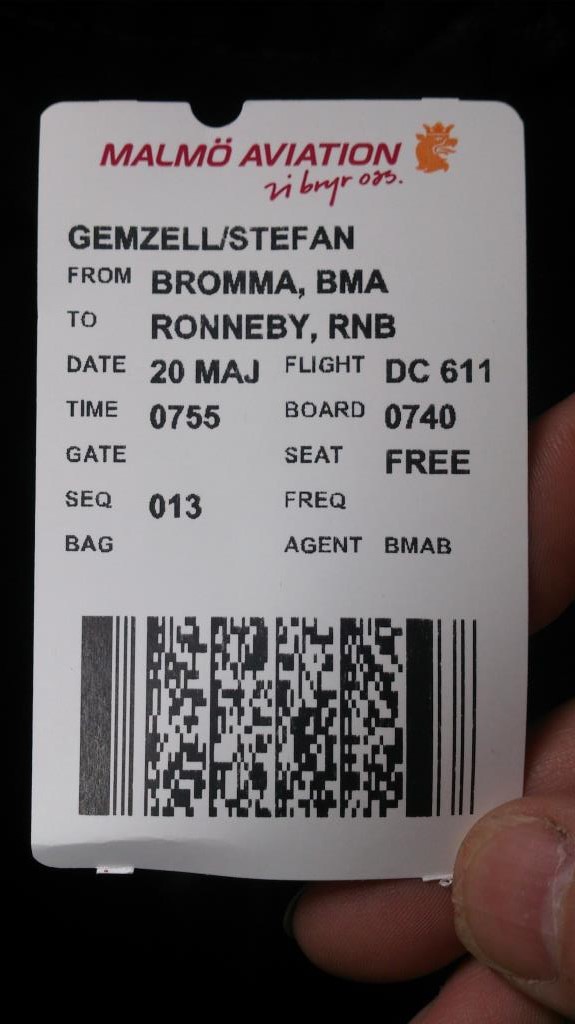 MALMÖ AVIATION
vi bryr oss.
GEMZELL/STEFAN
FROM BROMMA, BMA
TO RONNEBY, RNB
DATE 20 MAJ FLIGHT DC 611
TIME 0755 BOARD 0740
GATE SEAT FREE
SEQ 013 FREQ
BAG AGENT BMAB